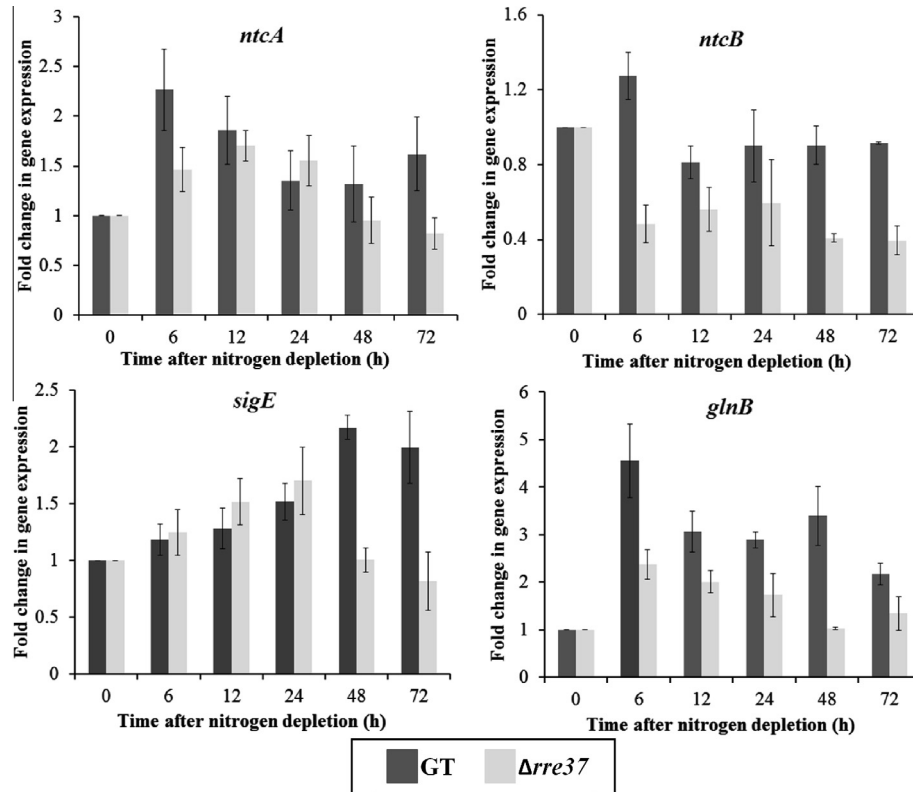 ntcA
Fold change in gene expression
3
2.5
2
1.5
1
0.5
0
0 6 12 24 48 72
Time after nitrogen depletion (h)
ntcB
Fold change in gene expression
1.6
1.2
0.8
0.4
0
0 6 12 24 48 72
Time after nitrogen depletion (h)
sigE
Fold change in gene expression
2.5
2
1.5
1
0.5
0
0 6 12 24 48 72
Time after nitrogen depletion (h)
glnB
Fold change in gene expression
6
5
4
3
2
1
0
0 6 12 24 48 72
Time after nitrogen depletion (h)
GT Δrre37